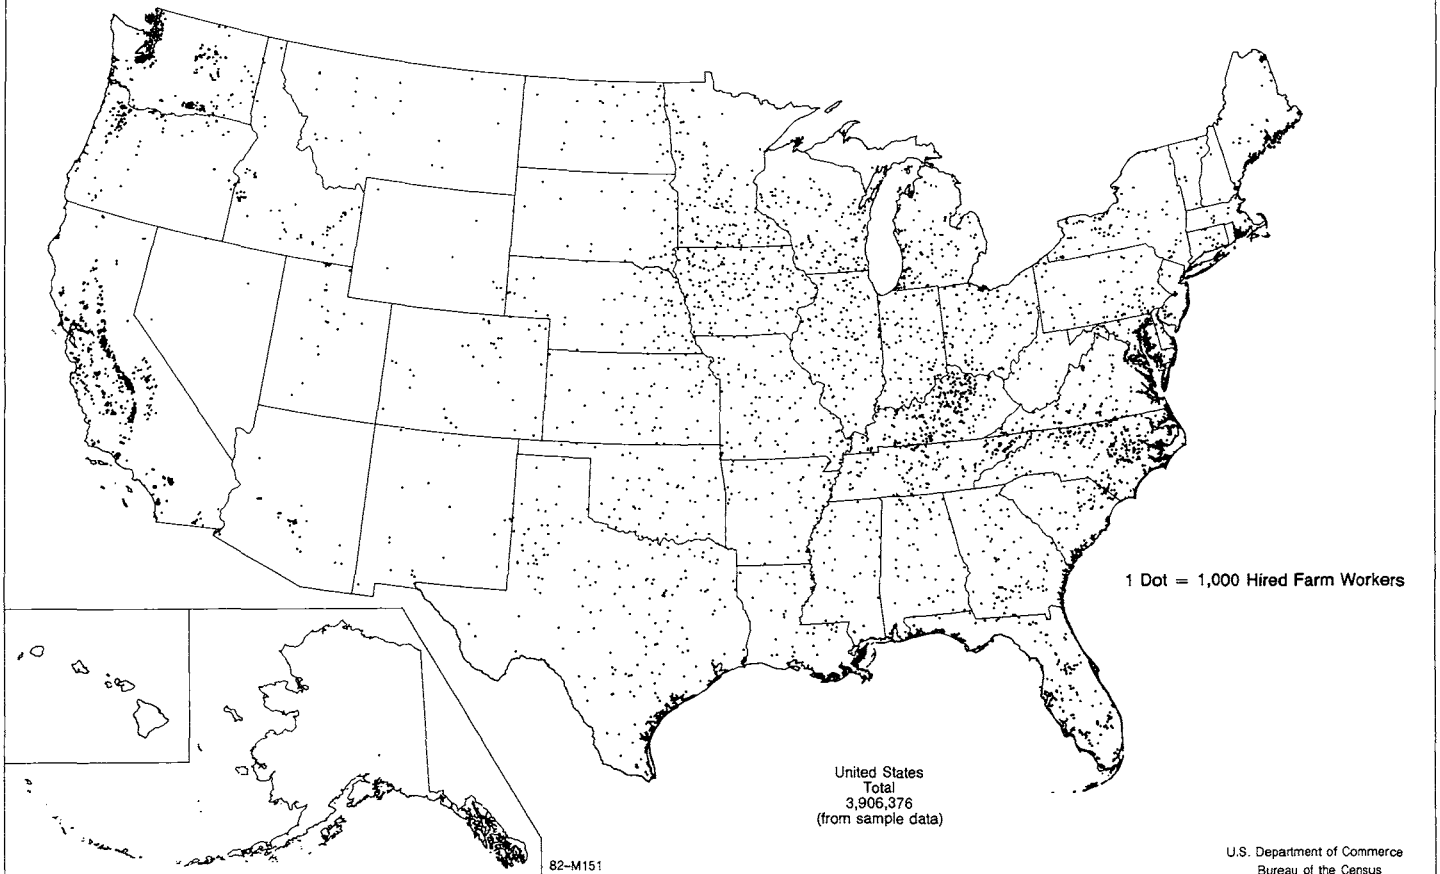 1 Dot = 1,000 Hired Farm Workers
United States
Total
3,906,376
(from sample data)
82-M151
U.S. Department of Commerce
Bureau of the Census